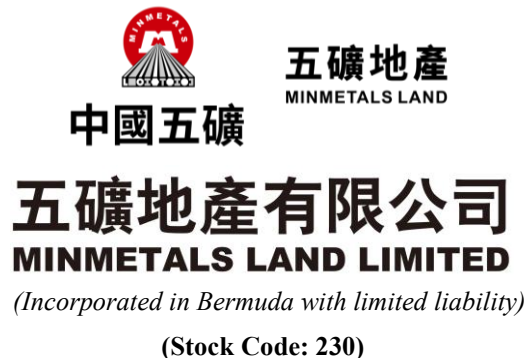 MINMETALS
中國五礦
五礦地產
MINMETALS LAND
五礦地產有限公司
MINMETALS LAND LIMITED
(Incorporated in Bermuda with limited liability)
(Stock Code: 230)